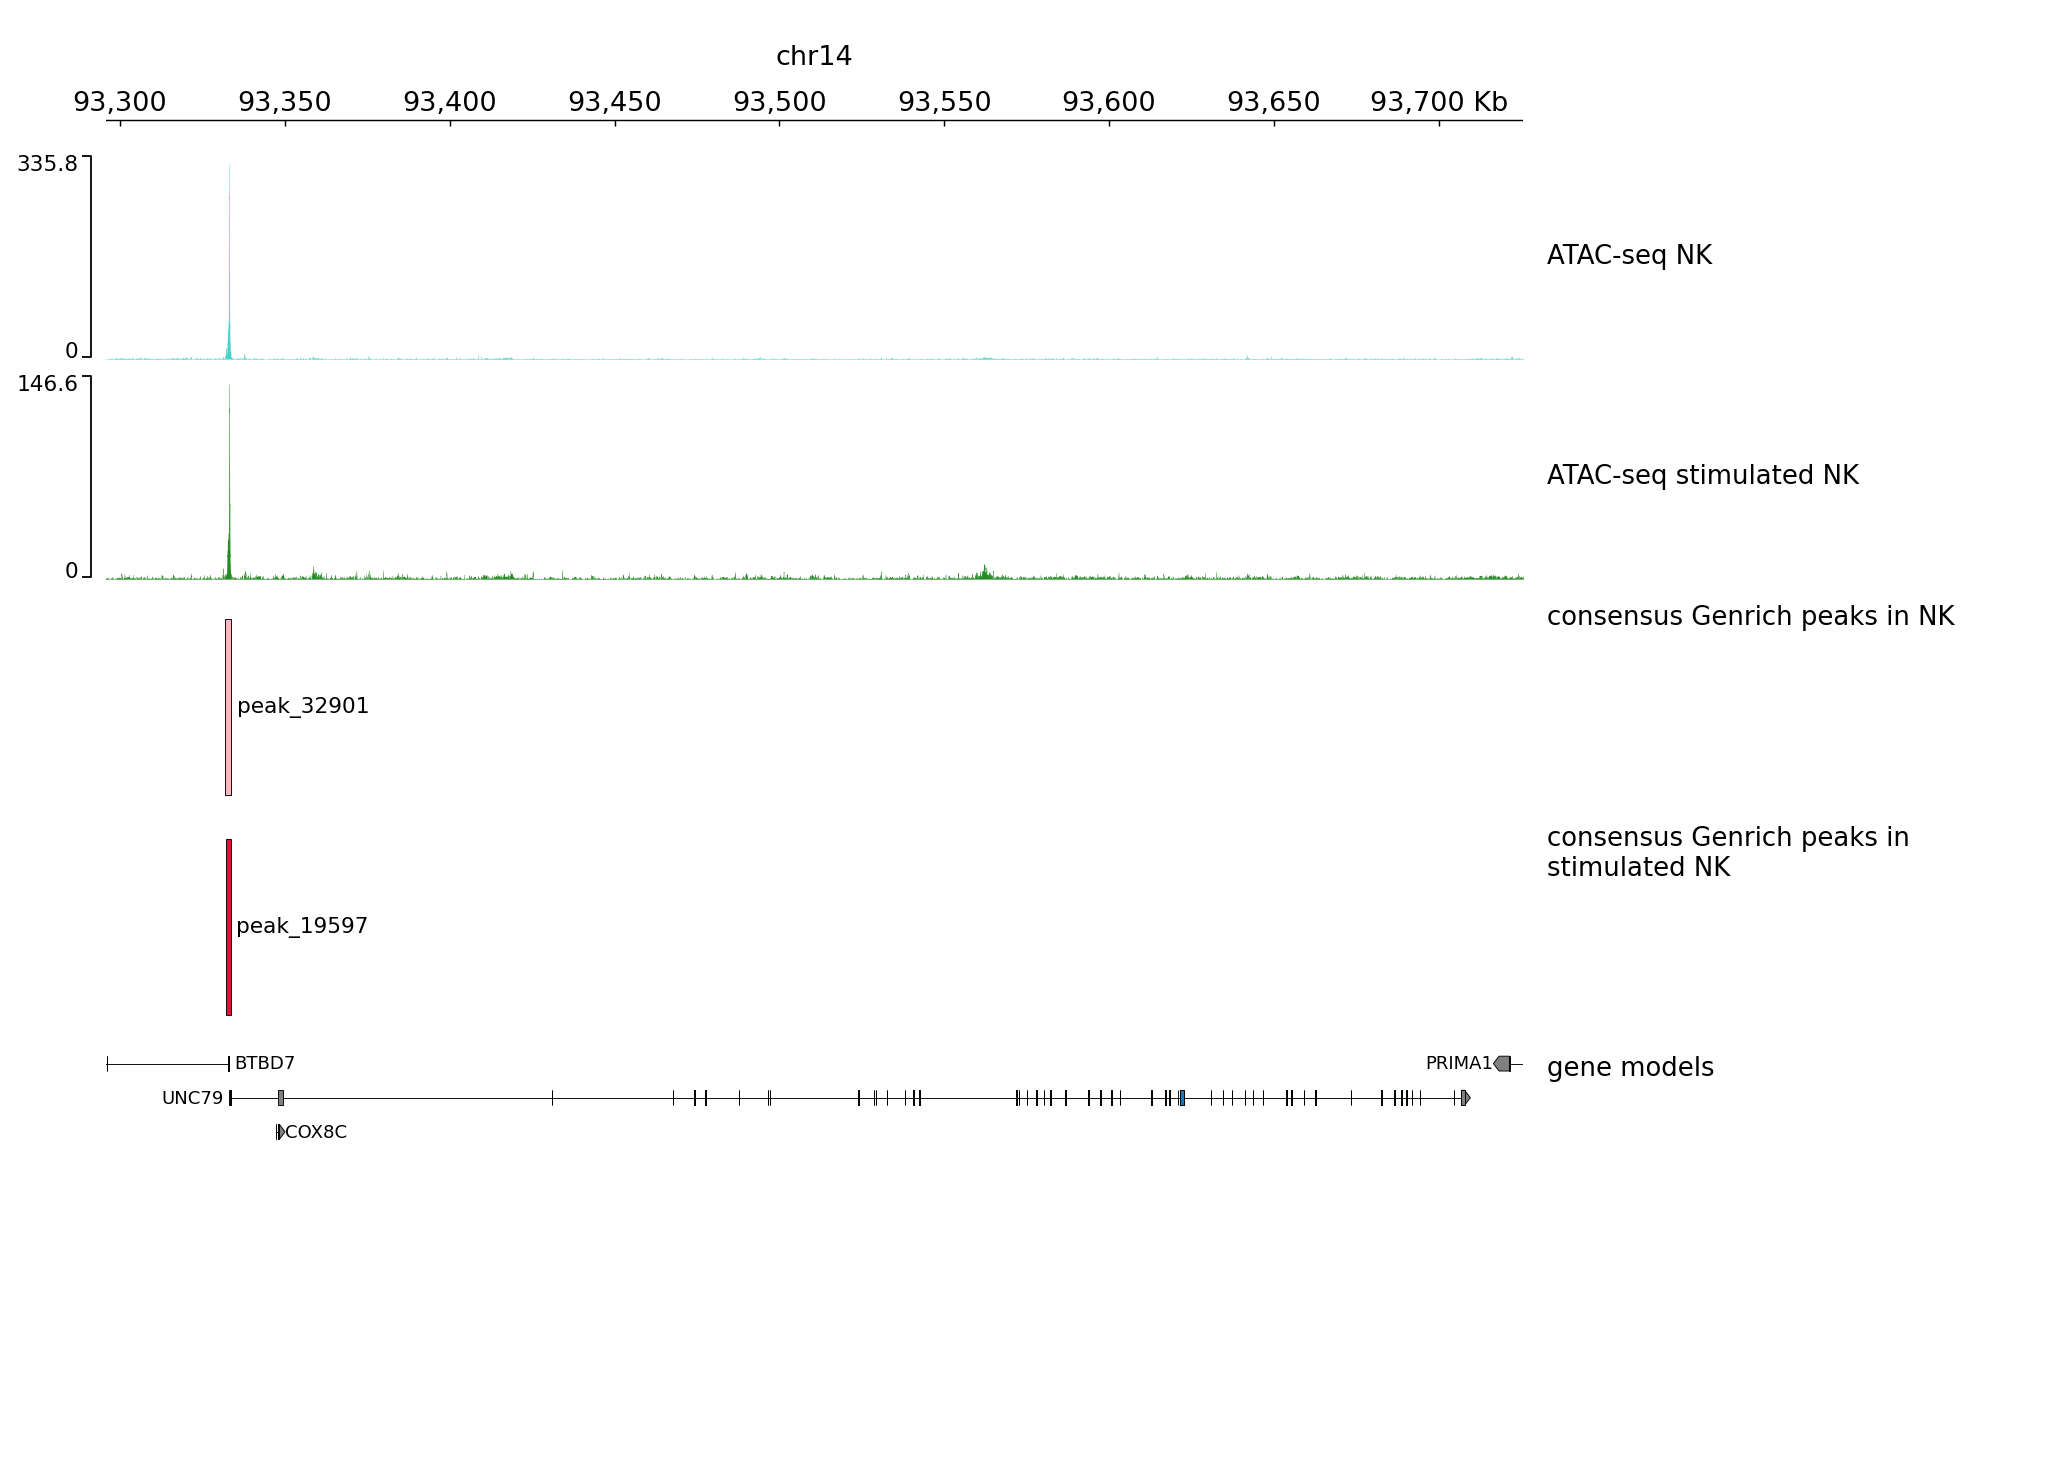 chr14
93,300 93,350 93,400 93,450 93,500 93,550 93,600 93,650 93,700 Kb
335.8
ATAC-seq NK
0
146.6
ATAC-seq stimulated NK
0
consensus Genrich peaks in NK
peak_32901
consensus Genrich peaks in
stimulated NK
peak_19597
BTBD7 PRIMA1 gene models
UNC79
COX8C